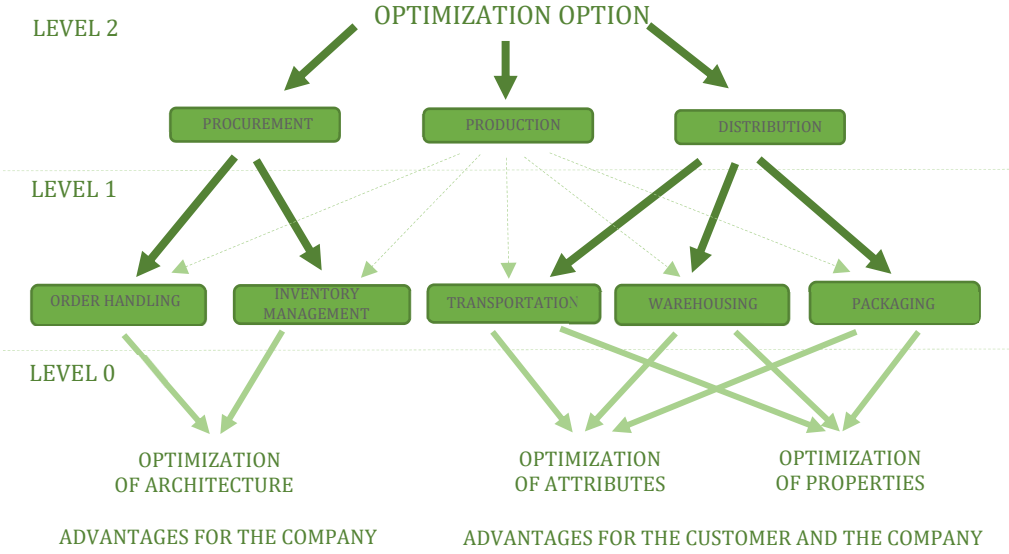 OPTIMIZATION OPTION
LEVEL 2
PROCUREMENT
PRODUCTION
DISTRIBUTION
LEVEL 1
ORDER HANDLING
INVENTORY
MANAGEMENT
TRANSPORTATION
WAREHOUSING
PACKAGING
LEVEL 0
OPTIMIZATION
OF ARCHITECTURE
OPTIMIZATION
OF ATTRIBUTES
OPTIMIZATION
OF PROPERTIES
ADVANTAGES FOR THE COMPANY
ADVANTAGES FOR THE CUSTOMER AND THE COMPANY